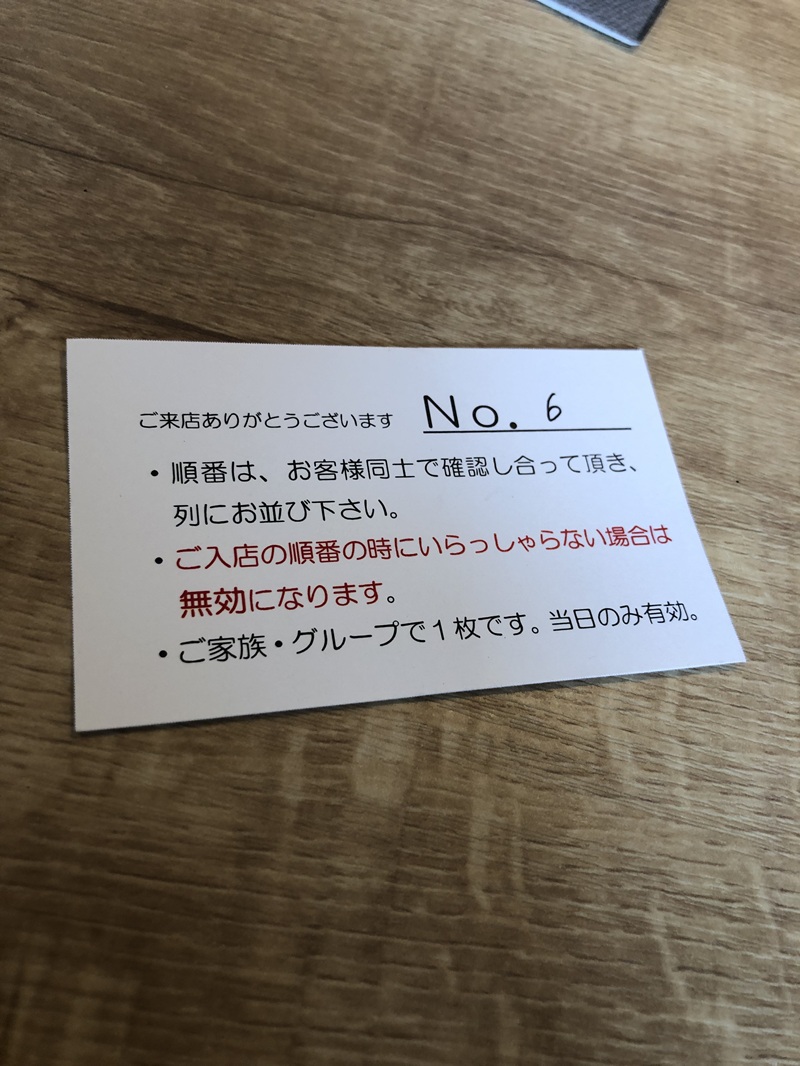 ご来店ありがとうございます No. 6
・順番は、お客様同士で確認し合って頂き、
列にお並び下さい。
・ご入店の順番の時にいらっしゃらない場合は
無効になります。
・ご家族・グループで1枚です。当日のみ有効。